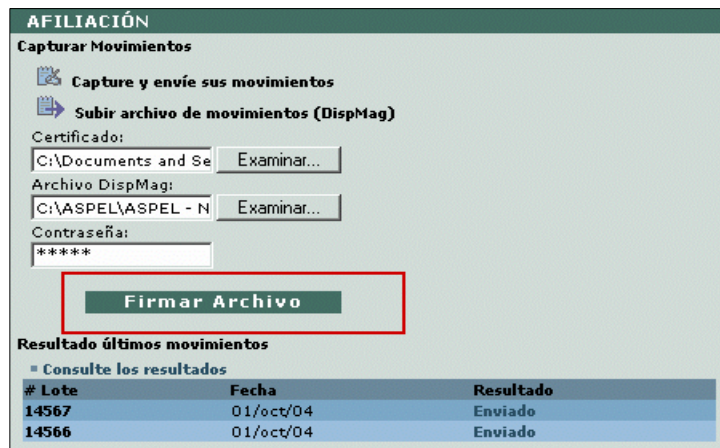 AFILIACIÓN
Capturar Movimientos
Capture y envíe sus movimientos
Subir archivo de movimientos (DispMag)
Certificado:
C:\Documents and Se Examinar...
Archivo DispMag:
C:\ASPEL\ASPEL - N Examinar...
Contraseña:
*****
Firmar Archivo
Resultado últimos movimientos
Consulte los resultados
# Lote Fecha Resultado
14567 01/oct/04 Enviado
14566 01/oct/04 Enviado